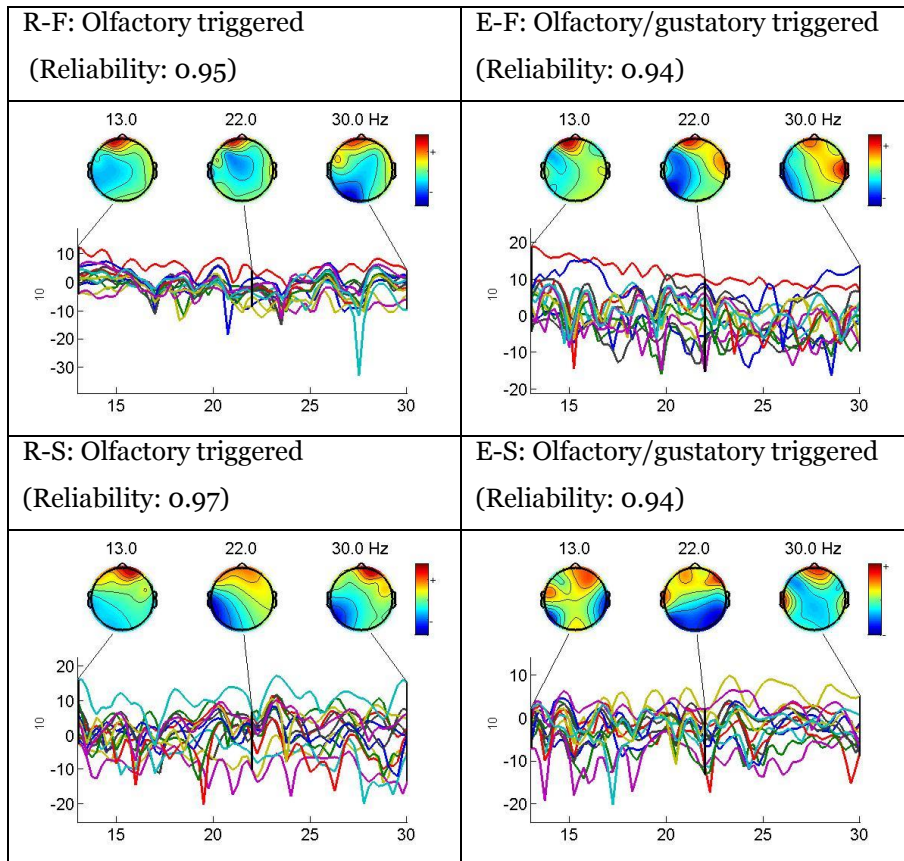 R-F: Olfactory triggered
(Reliability: 0.95)
E-F: Olfactory/gustatory triggered
(Reliability: 0.94)
13.0 22.0 30.0 Hz
+
-
10
0
-10
-20
-30
10
15 20 25 30
13.0 22.0 30.0 Hz
+
-
20
10
0
-10
-20
10
15 20 25 30
R-S: Olfactory triggered
(Reliability: 0.97)
E-S: Olfactory/gustatory triggered
(Reliability: 0.94)
13.0 22.0 30.0 Hz
+
-
20
10
0
-10
-20
10
15 20 25 30
13.0 22.0 30.0 Hz
+
-
10
0
-10
-20
10
15 20 25 30